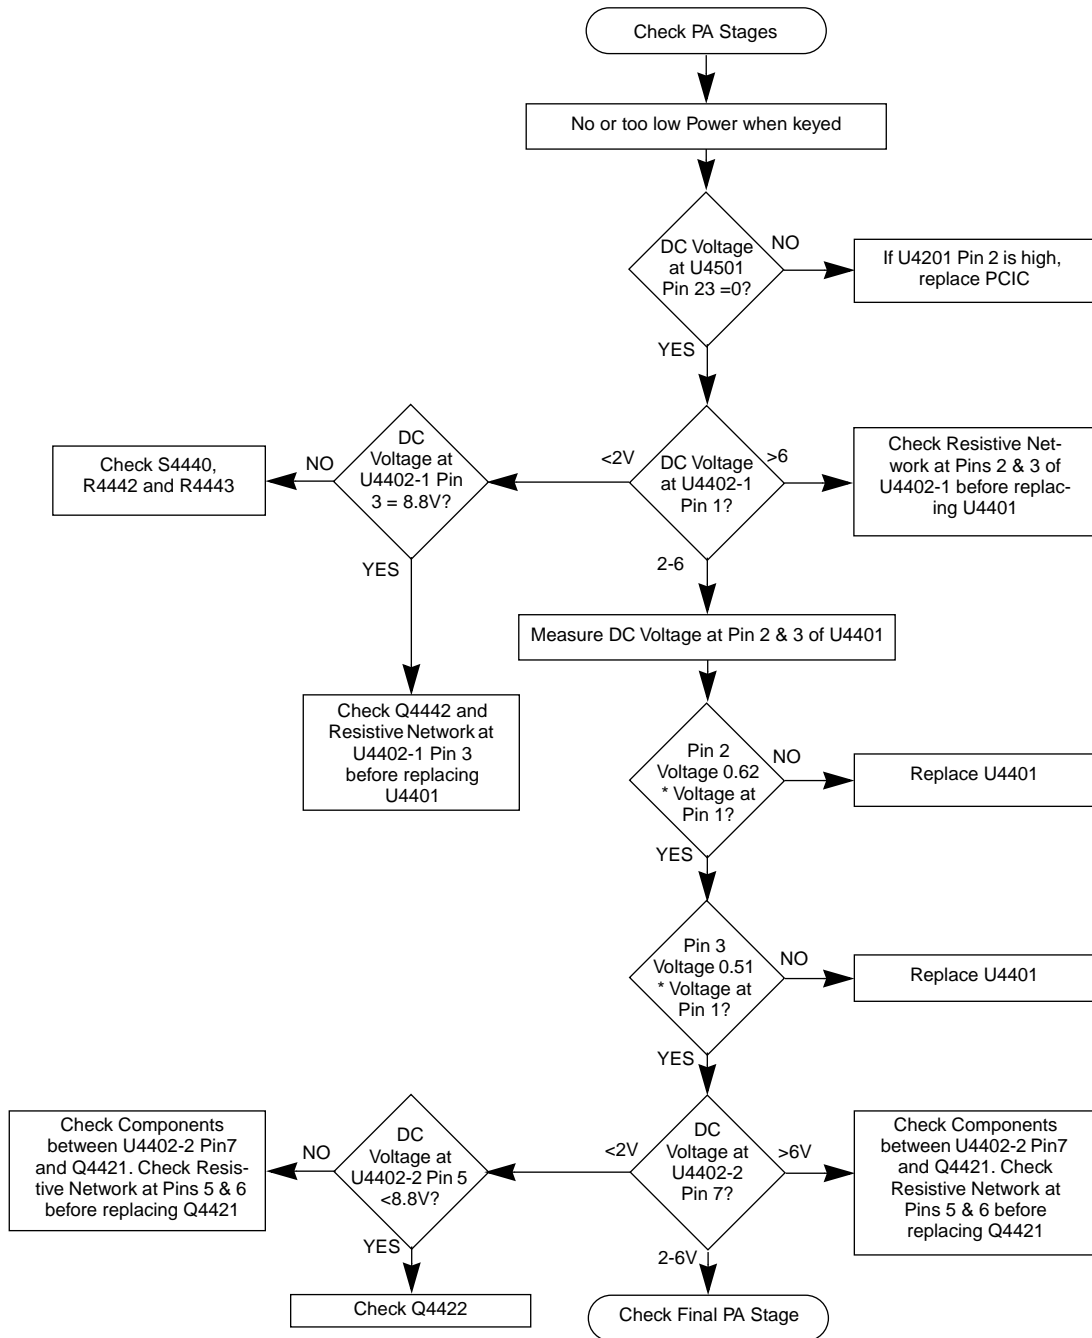 Check PA Stages
No or too low Power when keyed
DC Voltage
at U4501
Pin 23 =0?
NO
If U4201 Pin 2 is high,
replace PCIC
YES
DC Voltage
at U4402-1
Pin 1?
<2V
>6
Check Resistive Net-
work at Pins 2 & 3 of
U4402-1 before replac-
ing U4401
DC
Voltage at
U4402-1 Pin
3 = 8.8V?
NO
Check S4440,
R4442 and R4443
YES
Check Q4442 and
Resistive Network at
U4402-1 Pin 3
before replacing
U4401
2-6
Measure DC Voltage at Pin 2 & 3 of U4401
Pin 2
Voltage 0.62
* Voltage at
Pin 1?
NO
Replace U4401
YES
Pin 3
Voltage 0.51
* Voltage at
Pin 1?
NO
Replace U4401
YES
DC
Voltage at
U4402-2
Pin 7?
<2V
>6V
Check Components
between U4402-2 Pin7
and Q4421. Check
Resistive Network at
Pins 5 & 6 before
replacing Q4421
DC
Voltage at
U4402-2 Pin 5
<8.8V?
NO
Check Components
between U4402-2 Pin7
and Q4421. Check Resis-
tive Network at Pins 5 & 6
before replacing Q4421
YES
Check Q4422
2-6V
Check Final PA Stage